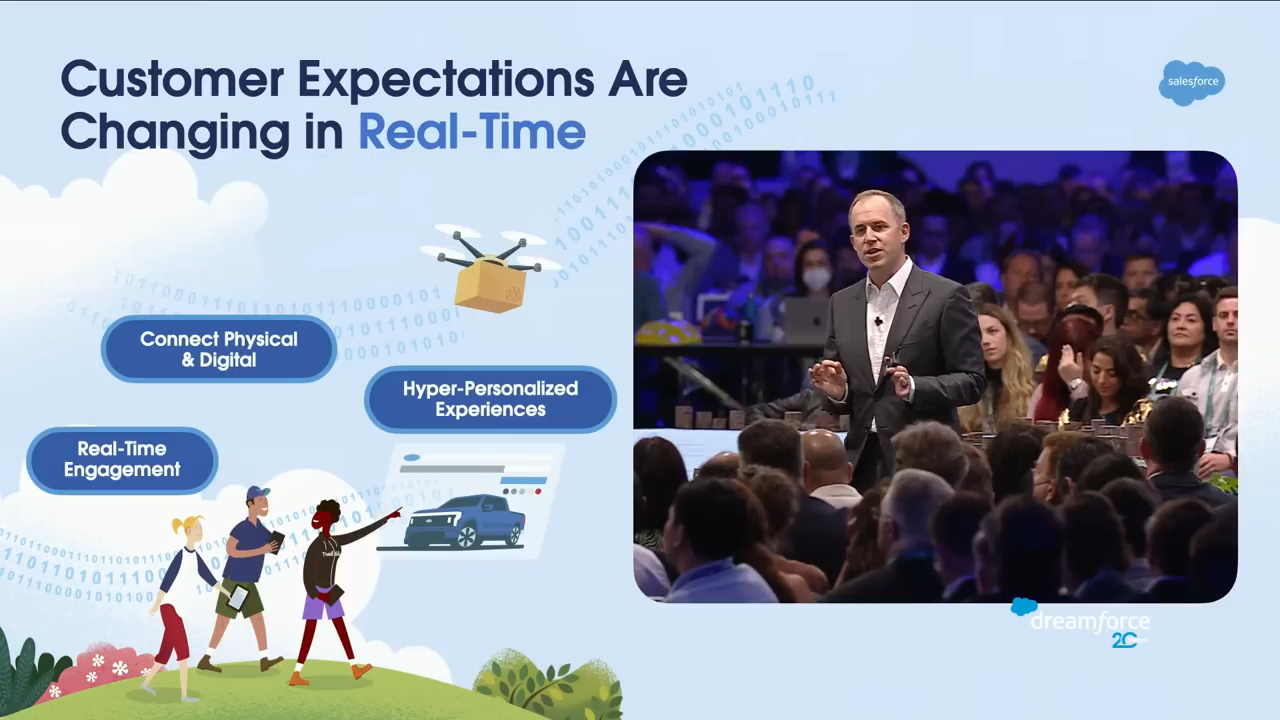 Customer Expectations Are
Changing in Real-Time
salesforce
Connect Physical
& Digital
Hyper-Personalized
Experiences
Real-Time
Engagement
dreamforce
20